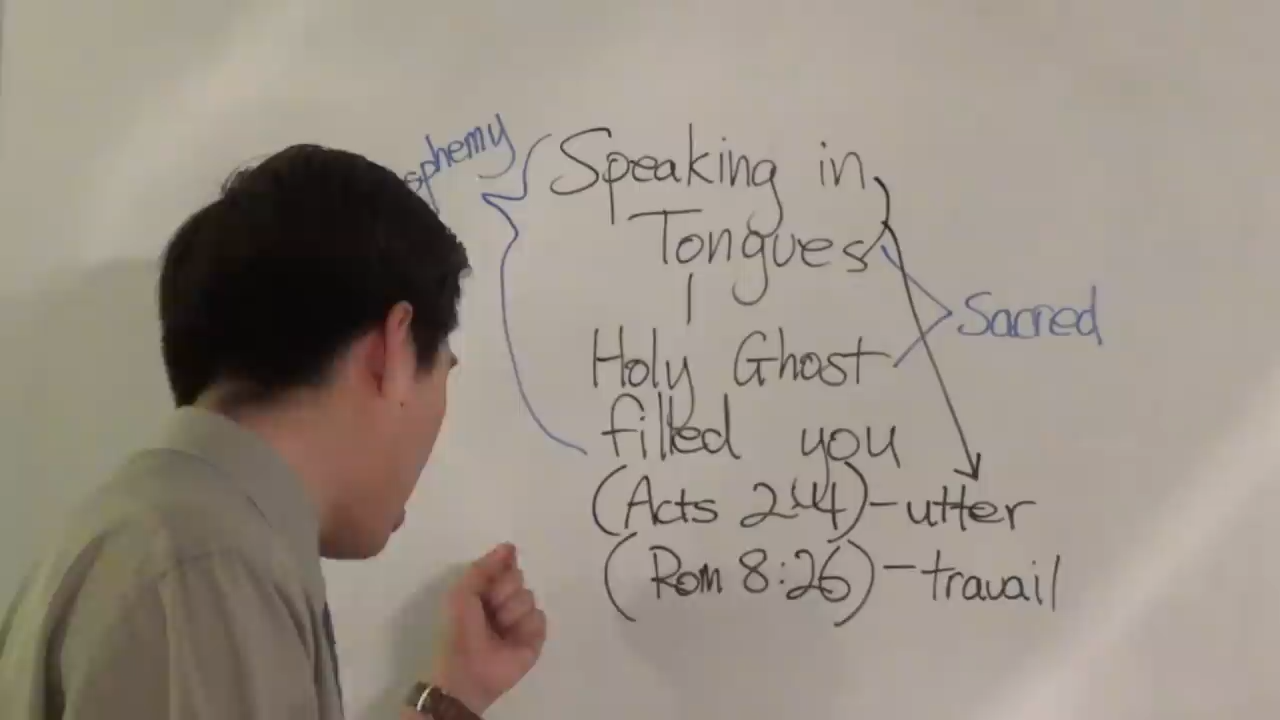 Speaking in
Tongues
Sacred
Holy Ghost
filled you
(Acts 2:4)-utter
(Rom 8:26)-travail